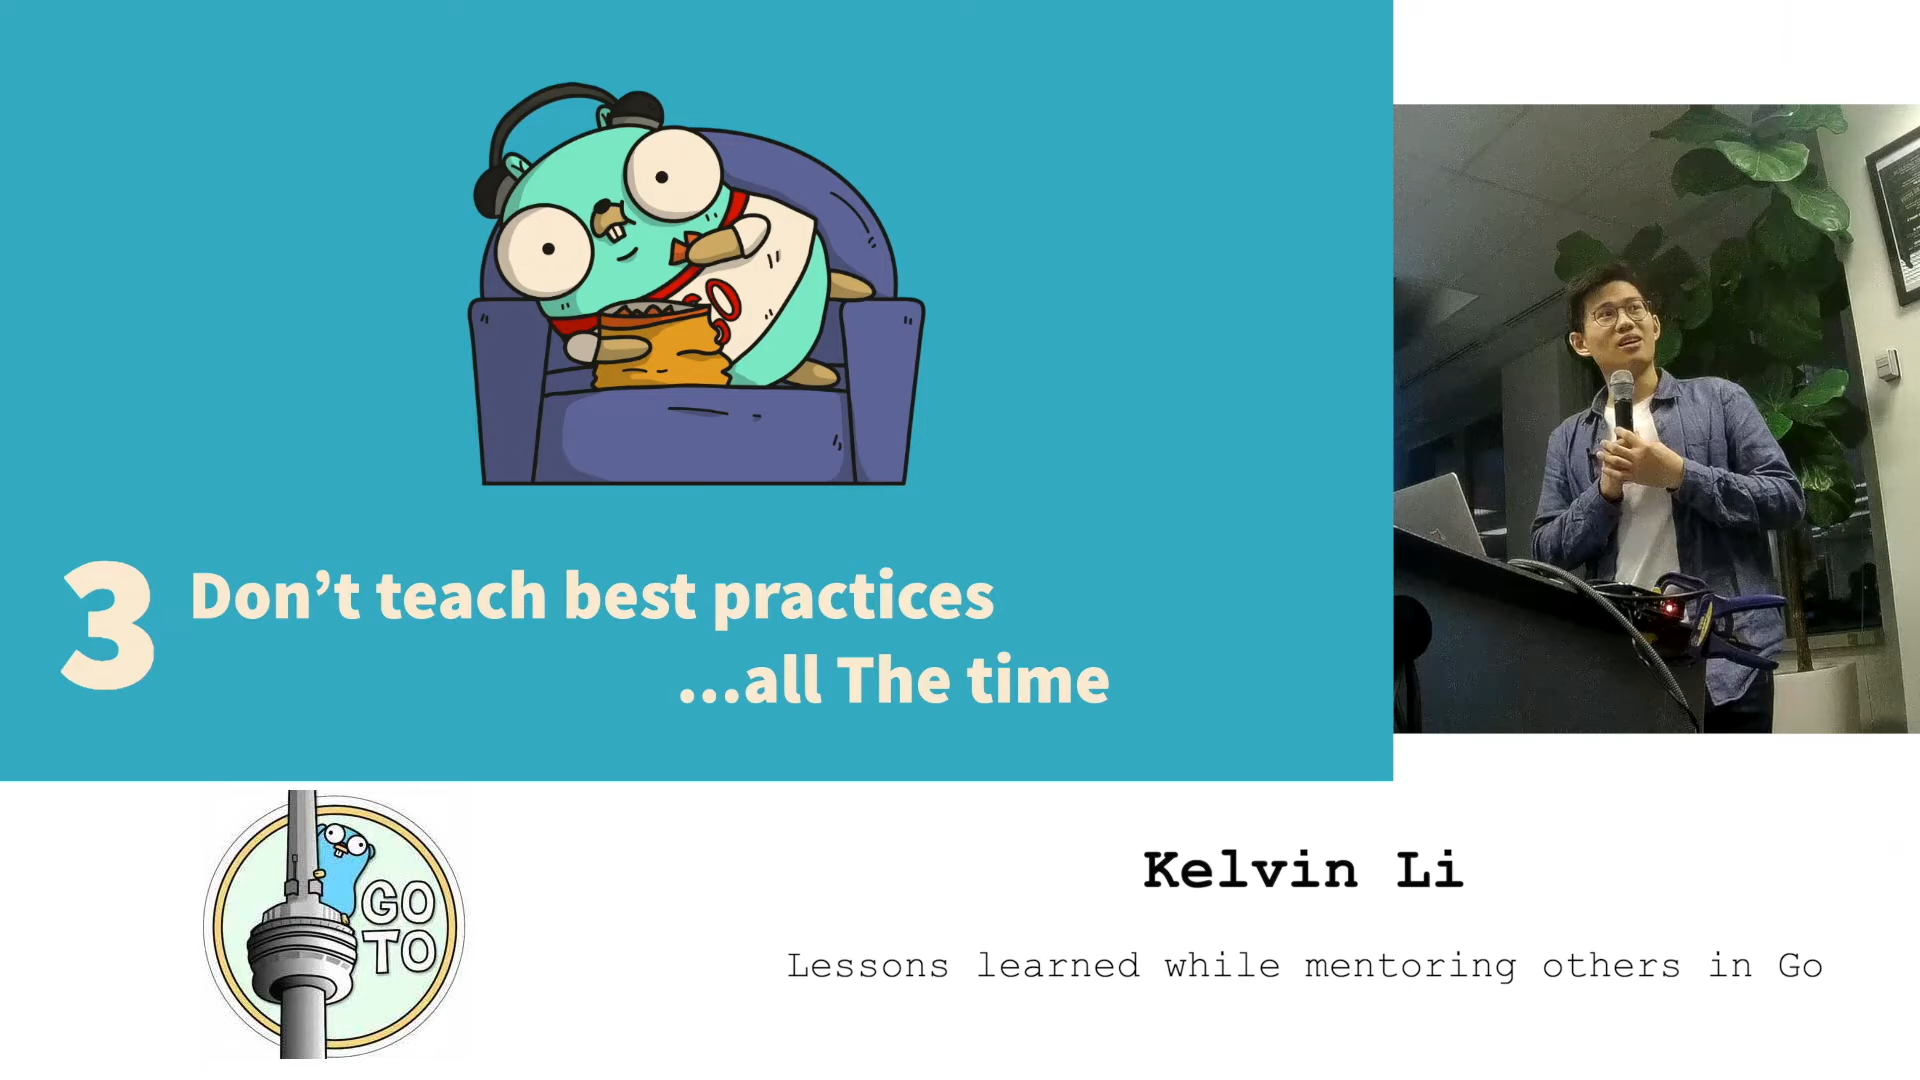 3
Don’t teach best practices
...all The time
GO
TO
Kelvin Li
Lessons learned while mentoring others in Go